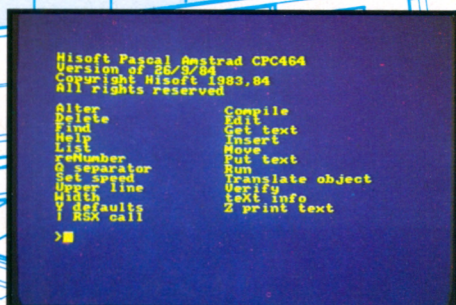 Hisoft Pascal Amstrad CPC464
Version of 26/9/84
Copyright Hisoft 1983,84
All rights reserved
Alter Compile
Delete Edit
Find Get text
Help Insert
List Move
reNumber Put text
Q separator Run
Set speed Translate object
Upper line Verify
Width teXt info
Y defaults Z print text
| RSX call
>